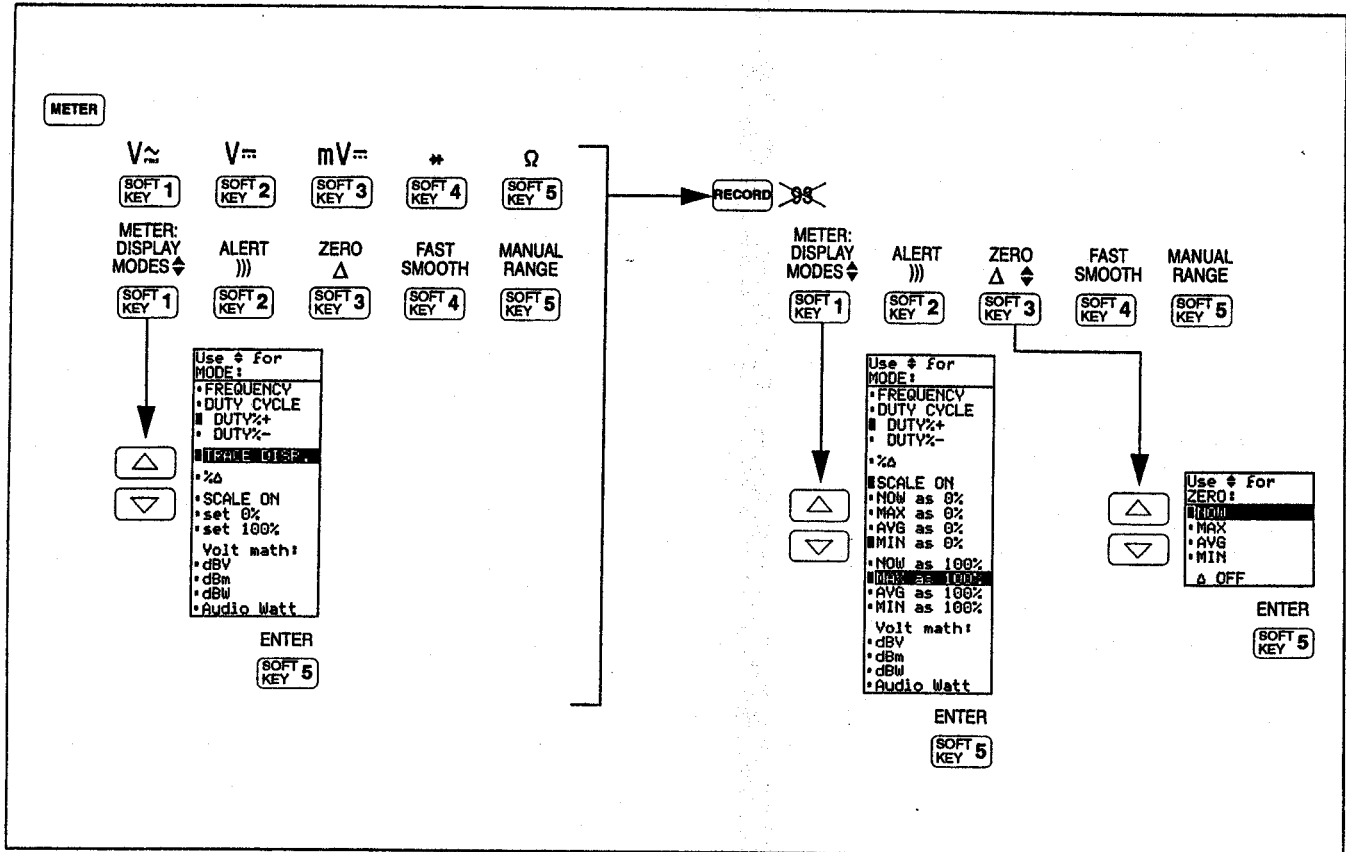 METER
V≂ RMS V⎓ mV⎓ Ω
SOFT KEY 1 SOFT KEY 2 SOFT KEY 3 SOFT KEY 4 SOFT KEY 5
RECORD 93
METER:
DISPLAY
MODES
ALERT
)))
ZERO
Δ
FAST
SMOOTH
MANUAL
RANGE
SOFT KEY 1 SOFT KEY 2 SOFT KEY 3 SOFT KEY 4 SOFT KEY 5
Use ⬍ for
MODE:
FREQUENCY
DUTY CYCLE
DUTY%+
DUTY%-
TRACE DISP.
%Δ
SCALE ON
set 0%
set 100%
Volt math:
dBV
dBm
dBW
Audio Watt
ENTER
SOFT KEY 5
METER:
DISPLAY
MODES
ALERT
)))
ZERO
Δ
FAST
SMOOTH
MANUAL
RANGE
SOFT KEY 1 SOFT KEY 2 SOFT KEY 3 SOFT KEY 4 SOFT KEY 5
Use ⬍ for
MODE:
FREQUENCY
DUTY CYCLE
DUTY%+
DUTY%-
%Δ
SCALE ON
NOW as 0%
MAX as 0%
AVG as 0%
MIN as 0%
NOW as 100%
MAX as 100%
AVG as 100%
MIN as 100%
Volt math:
dBV
dBm
dBW
Audio Watt
ENTER
SOFT KEY 5
Use ⬍ for
ZERO:
NOW
MAX
AVG
MIN
Δ OFF
ENTER
SOFT KEY 5